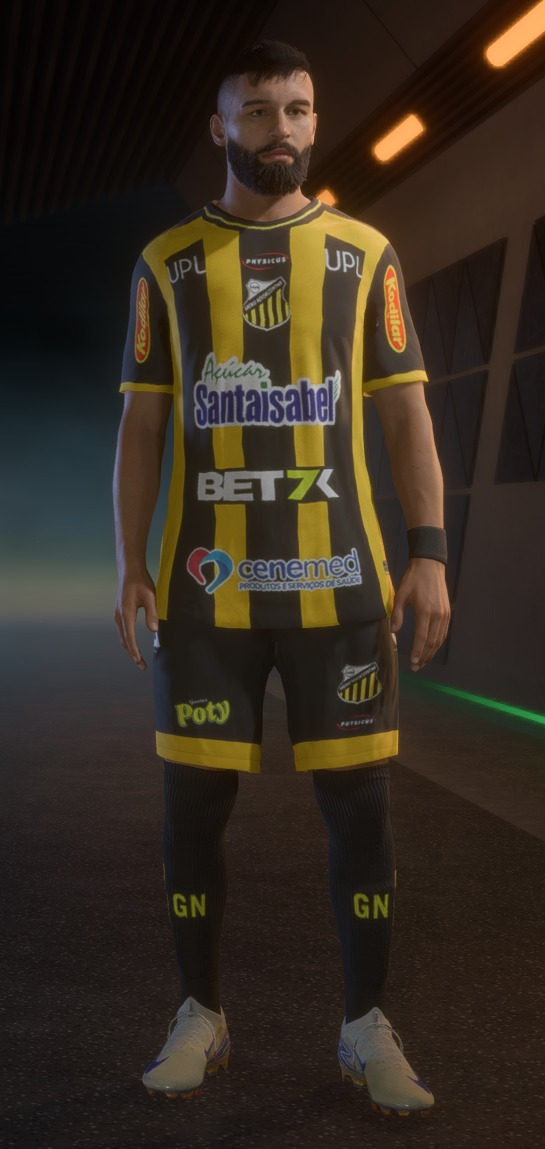 UPL
PHYSICUS
UPL
Kodilar
Kodilar
Açúcar
Santaisabel
BET7K
cenemed
PRODUTOS E SERVIÇOS DE SAÚDE
Poty
PHYSICUS
GN
GN